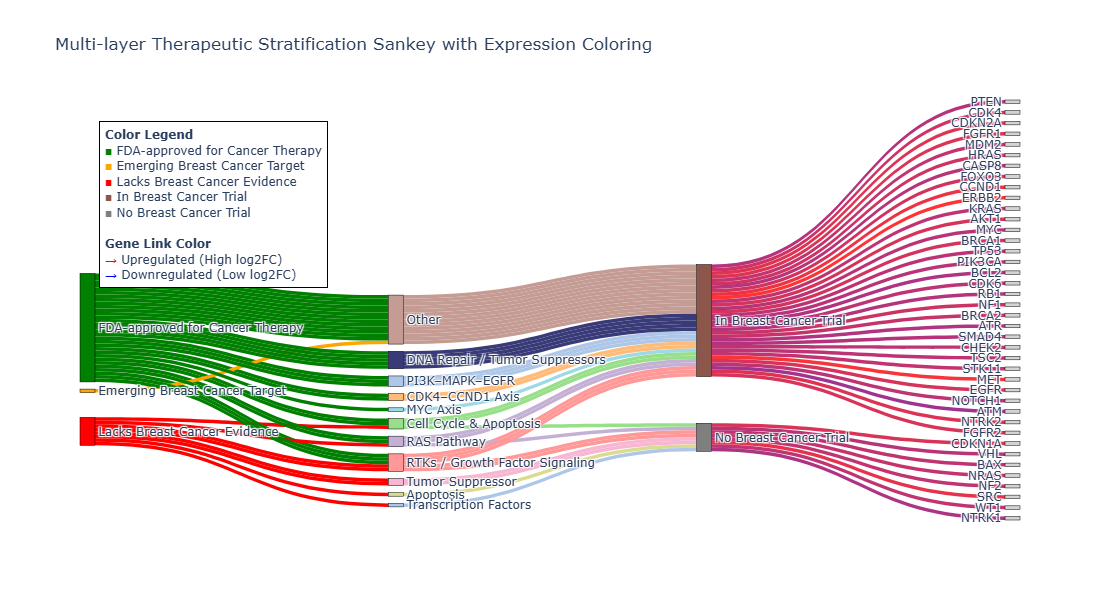 Multi-layer Therapeutic Stratification Sankey with Expression Coloring
Color Legend
FDA-approved for Cancer Therapy
Emerging Breast Cancer Target
Lacks Breast Cancer Evidence
In Breast Cancer Trial
No Breast Cancer Trial
Gene Link Color
→ Upregulated (High log2FC)
→ Downregulated (Low log2FC)
FDA-approved for Cancer Therapy
Emerging Breast Cancer Target
Lacks Breast Cancer Evidence
Other
DNA Repair / Tumor Suppressors
PI3K–MAPK–EGFR
CDK4–CCND1 Axis
MYC Axis
Cell Cycle & Apoptosis
RAS Pathway
RTKs / Growth Factor Signaling
Tumor Suppressor
Apoptosis
Transcription Factors
In Breast Cancer Trial
No Breast Cancer Trial
PTEN
CDK4
CDKN2A
FGFR1
MDM2
HRAS
CASP8
FOXO3
CCND1
ERBB2
KRAS
AKT1
MYC
BRCA1
TP53
PIK3CA
BCL2
CDK6
RB1
NF1
BRCA2
ATR
SMAD4
CHEK2
TSC2
STK11
MET
EGFR
NOTCH1
ATM
NTRK2
FGFR2
CDKN1A
VHL
BAX
NRAS
NF2
SRC
WT1
NTRK1